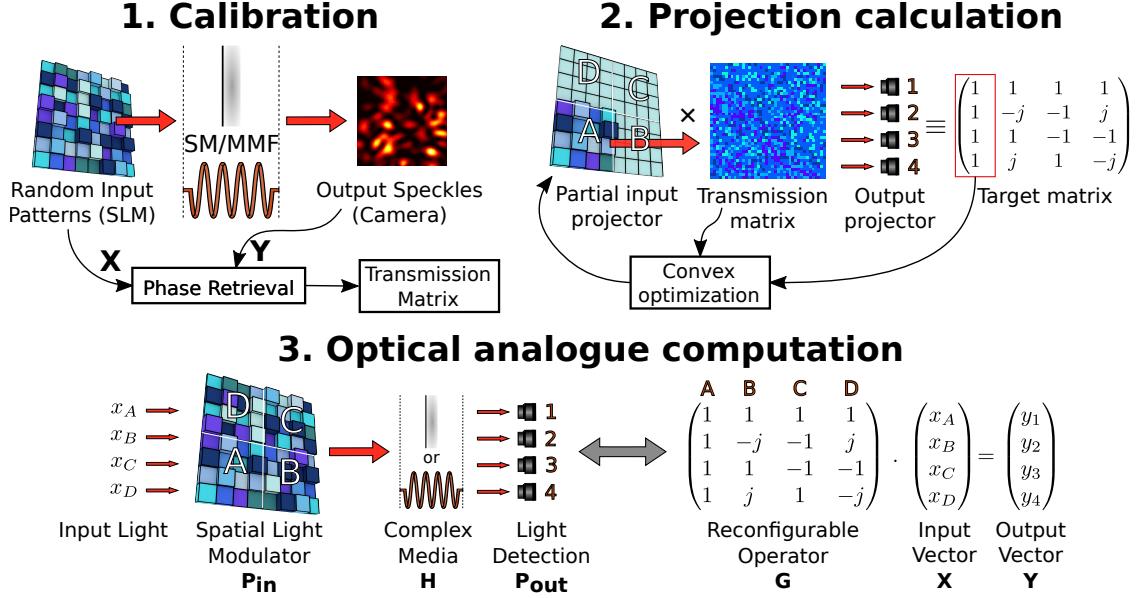 1. Calibration
SM/MMF
Random Input
Patterns (SLM)
Output Speckles
(Camera)
X
Y
Phase Retrieval
Transmission
Matrix
2. Projection calculation
D
C
A
B
×
1
2
3
4
≡
1 1 1 1
1 -j -1 j
1 1 -1 -1
1 j 1 -j
Partial input
projector
Transmission
matrix
Output
projector
Target matrix
Convex
optimization
3. Optical analogue computation
x_A
x_B
x_C
x_D
D
C
A
B
or
1
2
3
4
A B C D
1 1 1 1
1 -j -1 j
1 1 -1 -1
1 j 1 -j
.
x_A
x_B
x_C
x_D
=
y_1
y_2
y_3
y_4
Input Light
Spatial Light
Modulator
P_in
Complex
Media
H
Light
Detection
P_out
Reconfigurable
Operator
G
Input
Vector
X
Output
Vector
Y